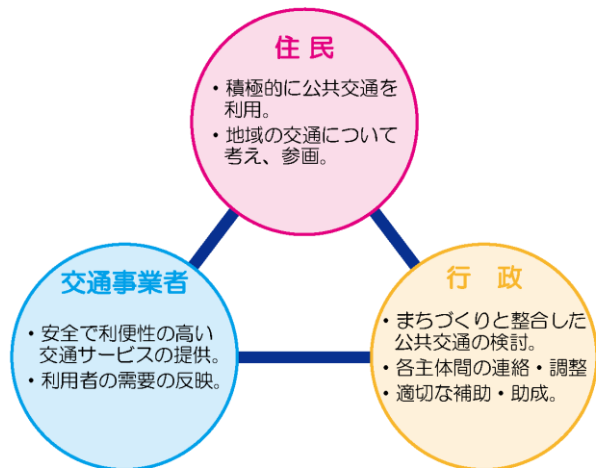 住 民
・積極的に公共交通を
利用。
・地域の交通について
考え、参画。
交通事業者
・安全で利便性の高い
交通サービスの提供。
・利用者の需要の反映。
行 政
・まちづくりと整合した
公共交通の検討。
・各主体間の連絡・調整
・適切な補助・助成。